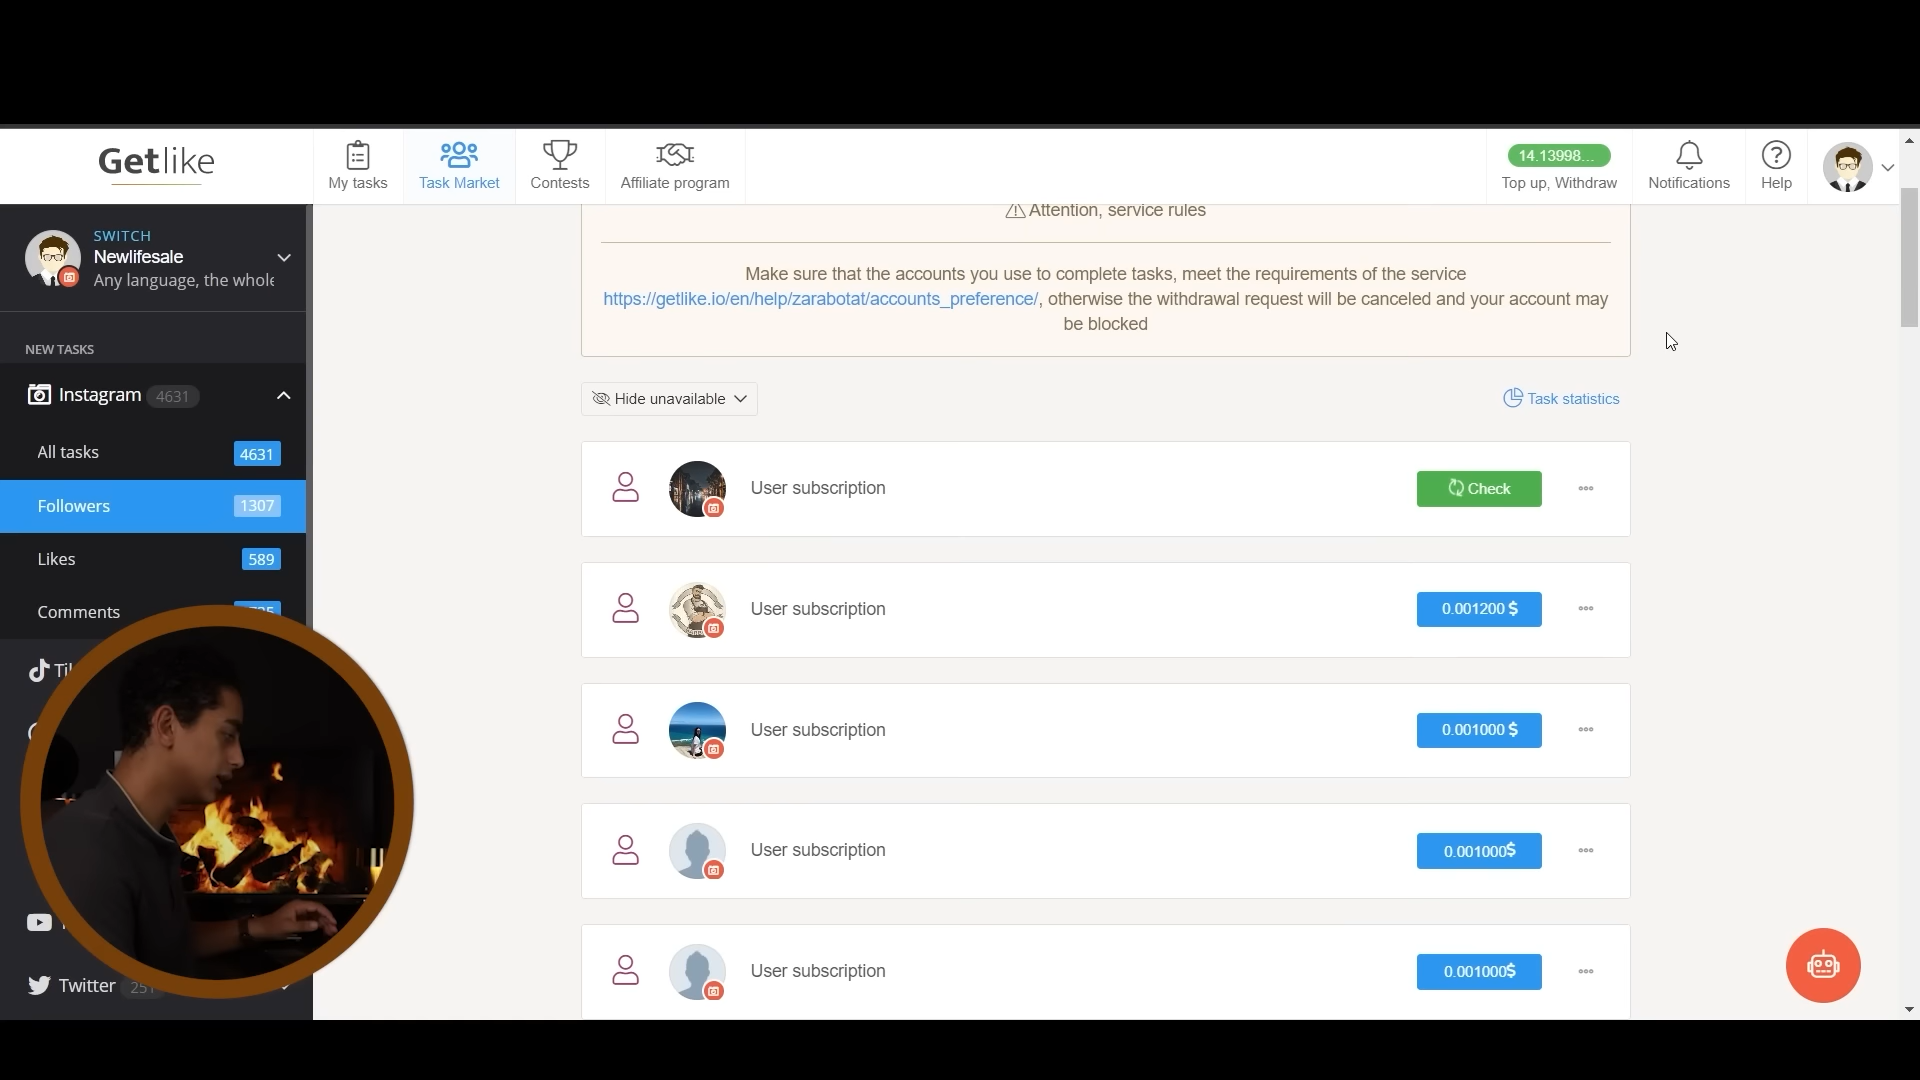 Getlike
My tasks
Task Market
Contests
Affiliate program
14.13998...
Top up, Withdraw
Notifications
Help
SWITCH
Newlifesale
Any language, the whole
NEW TASKS
Instagram 4631
All tasks 4631
Followers 1307
Likes 589
Comments
Twitter 251
Attention, service rules
Make sure that the accounts you use to complete tasks, meet the requirements of the service
https://getlike.io/en/help/zarabotat/accounts_preference/, otherwise the withdrawal request will be canceled and your account may
be blocked
Hide unavailable
Task statistics
User subscription
Check
User subscription
0.001200 $
User subscription
0.001000 $
User subscription
0.001000$
User subscription
0.001000$